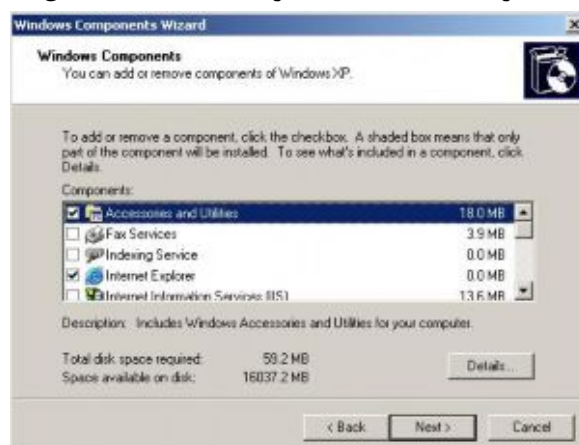 Windows Components Wizard
Windows Components
You can add or remove components of Windows XP.
To add or remove a component, click the checkbox. A shaded box means that only
part of the component will be installed. To see what's included in a component, click
Details.
Components:
Accessories and Utilities 18.0 MB
Fax Services 3.9 MB
Indexing Service 0.0 MB
Internet Explorer 0.0 MB
Internet Information Services (IIS) 13.6 MB
Description: Includes Windows Accessories and Utilities for your computer.
Total disk space required: 59.2 MB
Space available on disk: 16037.2 MB
Details...
< Back Next > Cancel